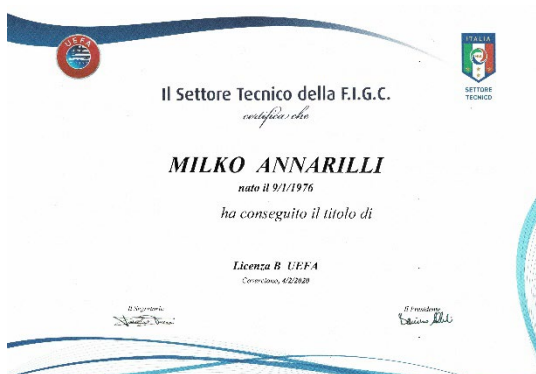 UEFA
ITALIA
SETTORE
TECNICO
Il Settore Tecnico della F.I.G.C.
certifica che
MILKO ANNARILLI
nato il 9/1/1976
ha conseguito il titolo di
Licenza B UEFA
Coverciano, 4/2/2020
Il Segretario
Il Presidente